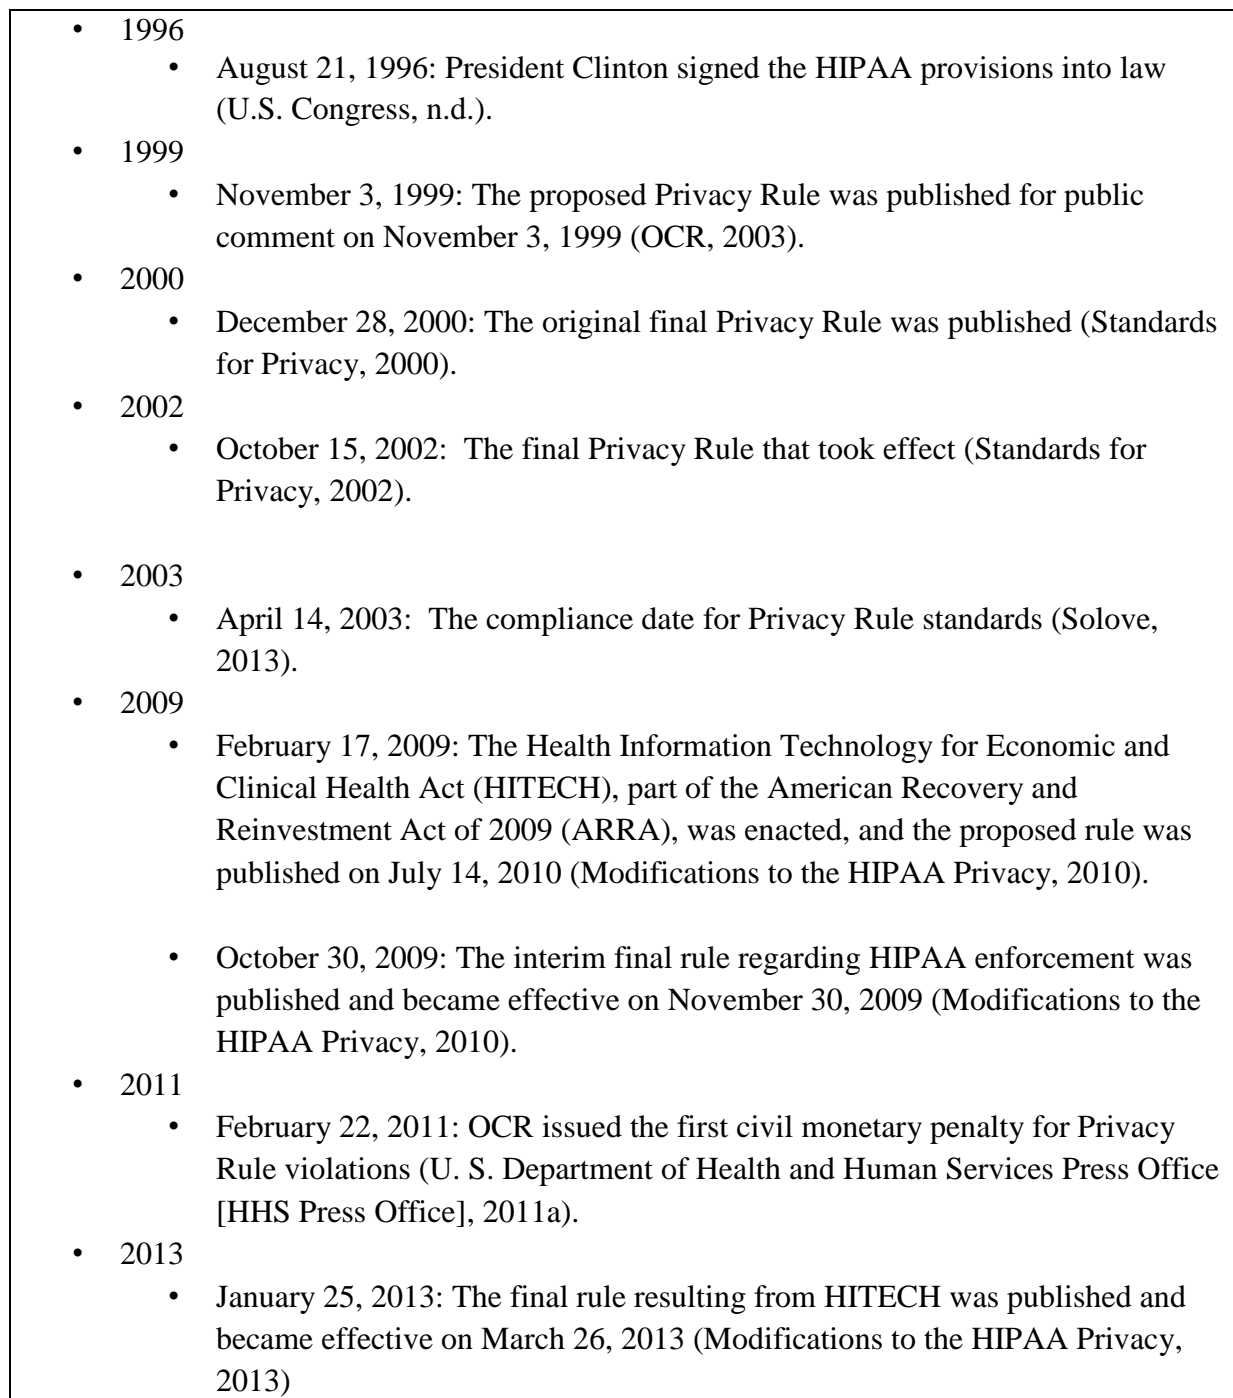 • 1996
• August 21, 1996: President Clinton signed the HIPAA provisions into law
(U.S. Congress, n.d.).
• 1999
• November 3, 1999: The proposed Privacy Rule was published for public
comment on November 3, 1999 (OCR, 2003).
• 2000
• December 28, 2000: The original final Privacy Rule was published (Standards
for Privacy, 2000).
• 2002
• October 15, 2002:  The final Privacy Rule that took effect (Standards for
Privacy, 2002).
• 2003
• April 14, 2003:  The compliance date for Privacy Rule standards (Solove,
2013).
• 2009
• February 17, 2009: The Health Information Technology for Economic and
Clinical Health Act (HITECH), part of the American Recovery and
Reinvestment Act of 2009 (ARRA), was enacted, and the proposed rule was
published on July 14, 2010 (Modifications to the HIPAA Privacy, 2010).
• October 30, 2009: The interim final rule regarding HIPAA enforcement was
published and became effective on November 30, 2009 (Modifications to the
HIPAA Privacy, 2010).
• 2011
• February 22, 2011: OCR issued the first civil monetary penalty for Privacy
Rule violations (U. S. Department of Health and Human Services Press Office
[HHS Press Office], 2011a).
• 2013
• January 25, 2013: The final rule resulting from HITECH was published and
became effective on March 26, 2013 (Modifications to the HIPAA Privacy,
2013)